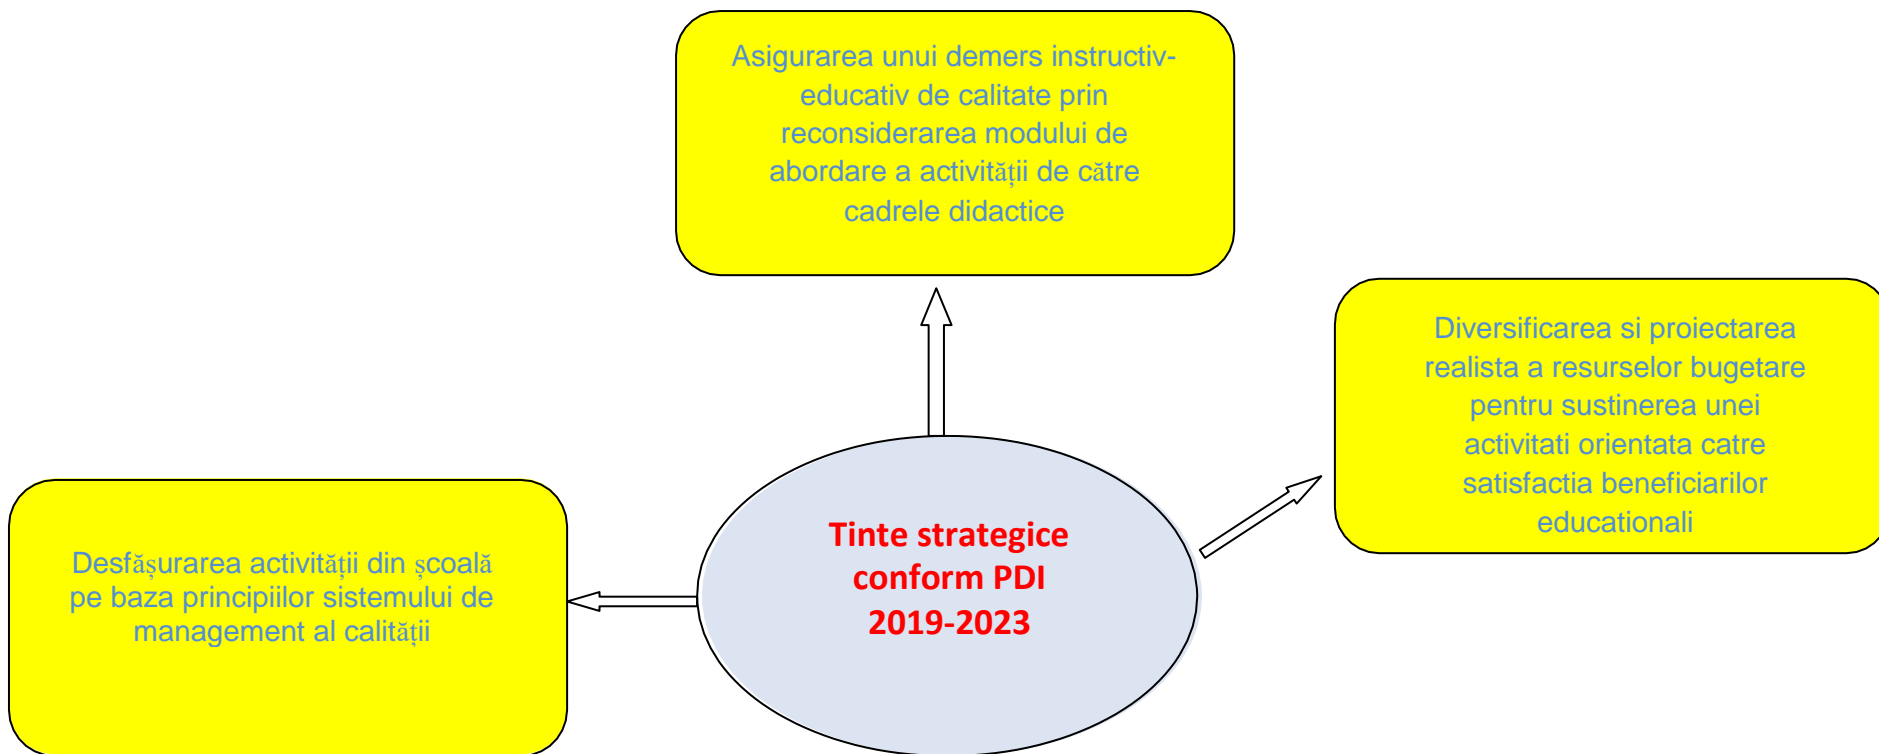 Asigurarea unui demers instructiv-
educativ de calitate prin
reconsiderarea modului de
abordare a activității de către
cadrele didactice
Diversificarea si proiectarea
realista a resurselor bugetare
pentru sustinerea unei
activitati orientata catre
satisfactia beneficiarilor
educationali
Desfășurarea activității din școală
pe baza principiilor sistemului de
management al calității
Tinte strategice
conform PDI
2019-2023